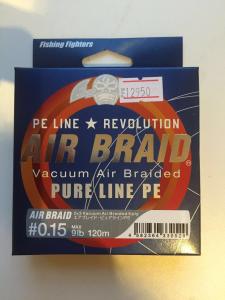 Fishing Fighters
E12950
PE LINE ★ REVOLUTION
AIR BRAID®
Vacuum Air Braided
PURE LINE PE
AIR BRAID
#0.15
MAX
9lb 120m